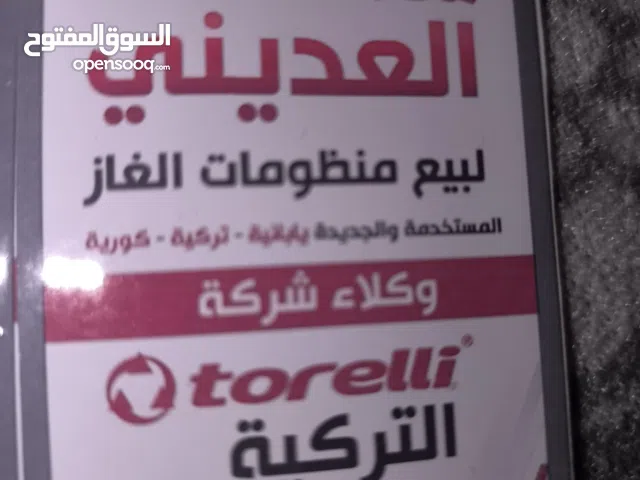 السوق المفتوح
opensooq.com
العديني
لبيع منظومات الغاز
المستخدمة والجديدة يابانية - تركية - كورية
وكلاء شركة
torelli®
التركية